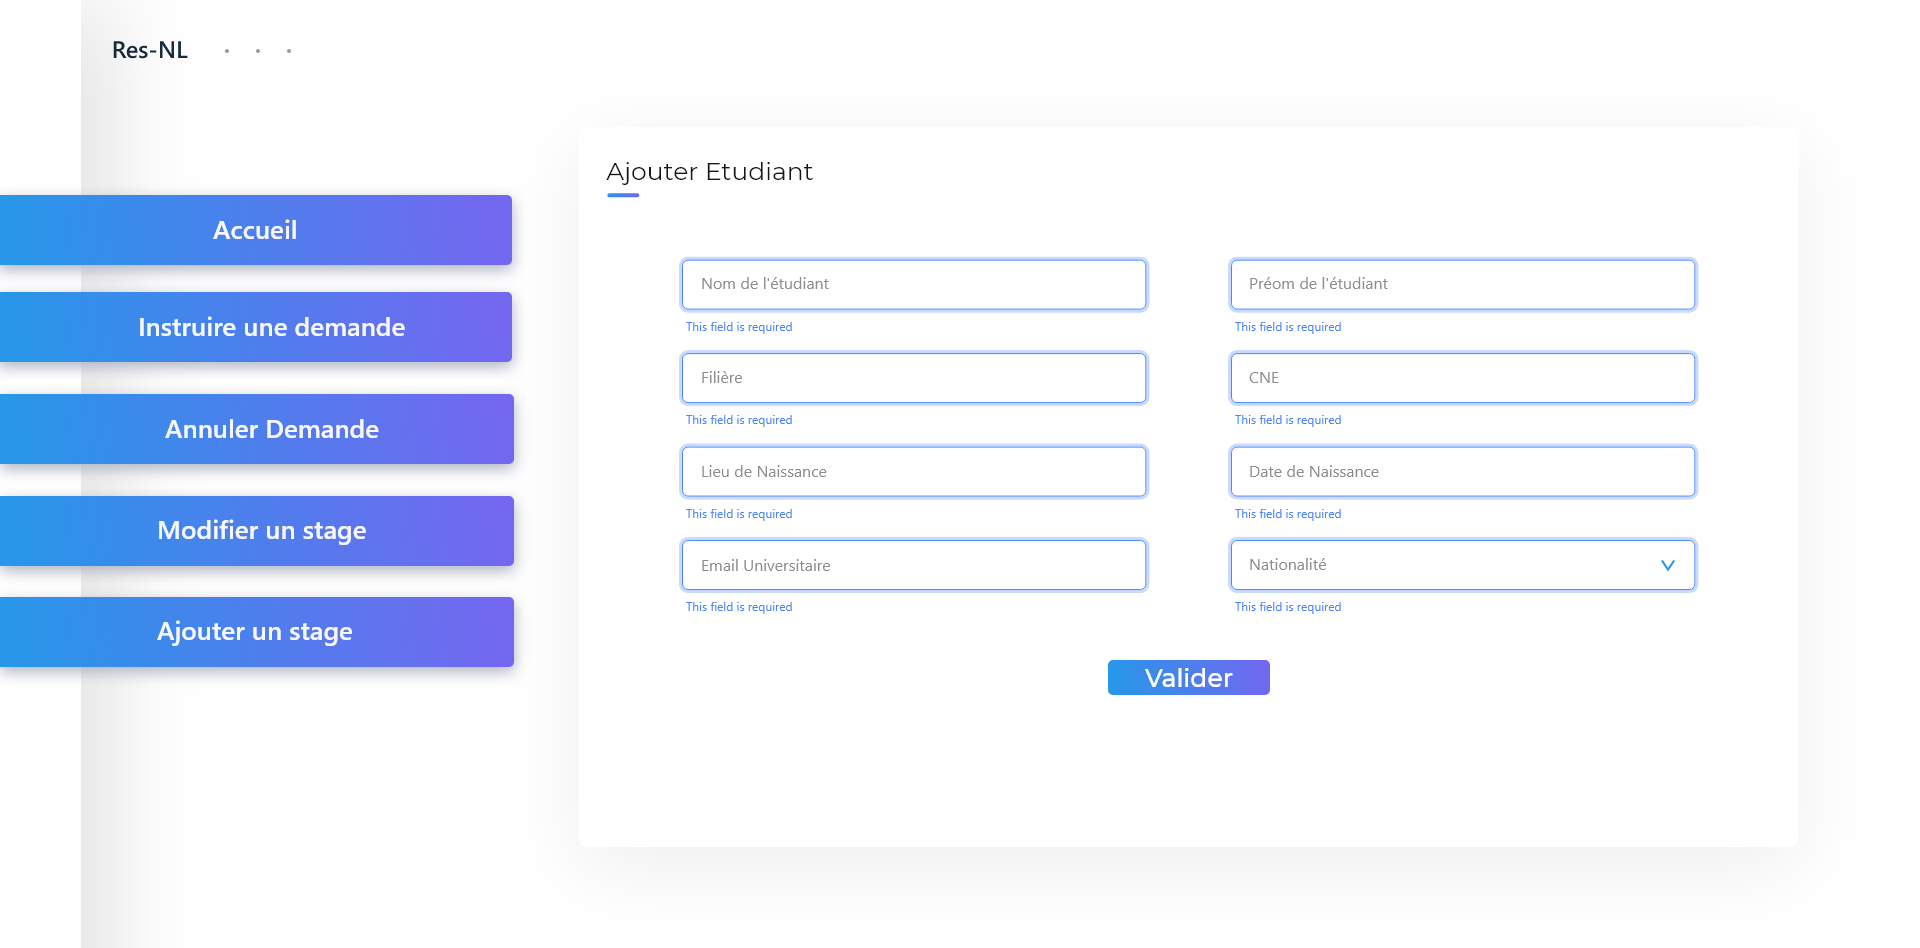 Res-NL
Accueil
Instruire une demande
Annuler Demande
Modifier un stage
Ajouter un stage
Ajouter Etudiant
Nom de l'étudiant
Préom de l'étudiant
This field is required
This field is required
Filière
CNE
This field is required
This field is required
Lieu de Naissance
Date de Naissance
This field is required
This field is required
Email Universitaire
Nationalité
This field is required
This field is required
Valider